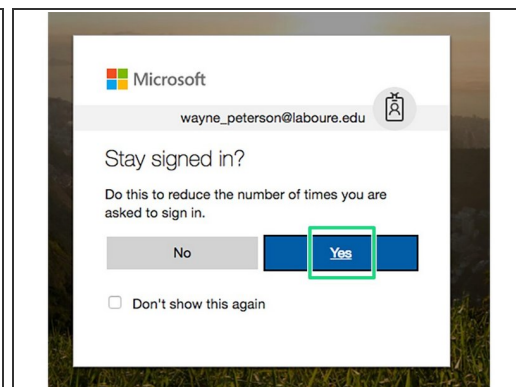 Microsoft
wayne_peterson@laboure.edu
Stay signed in?
Do this to reduce the number of times you are
asked to sign in.
No
Yes
Don't show this again